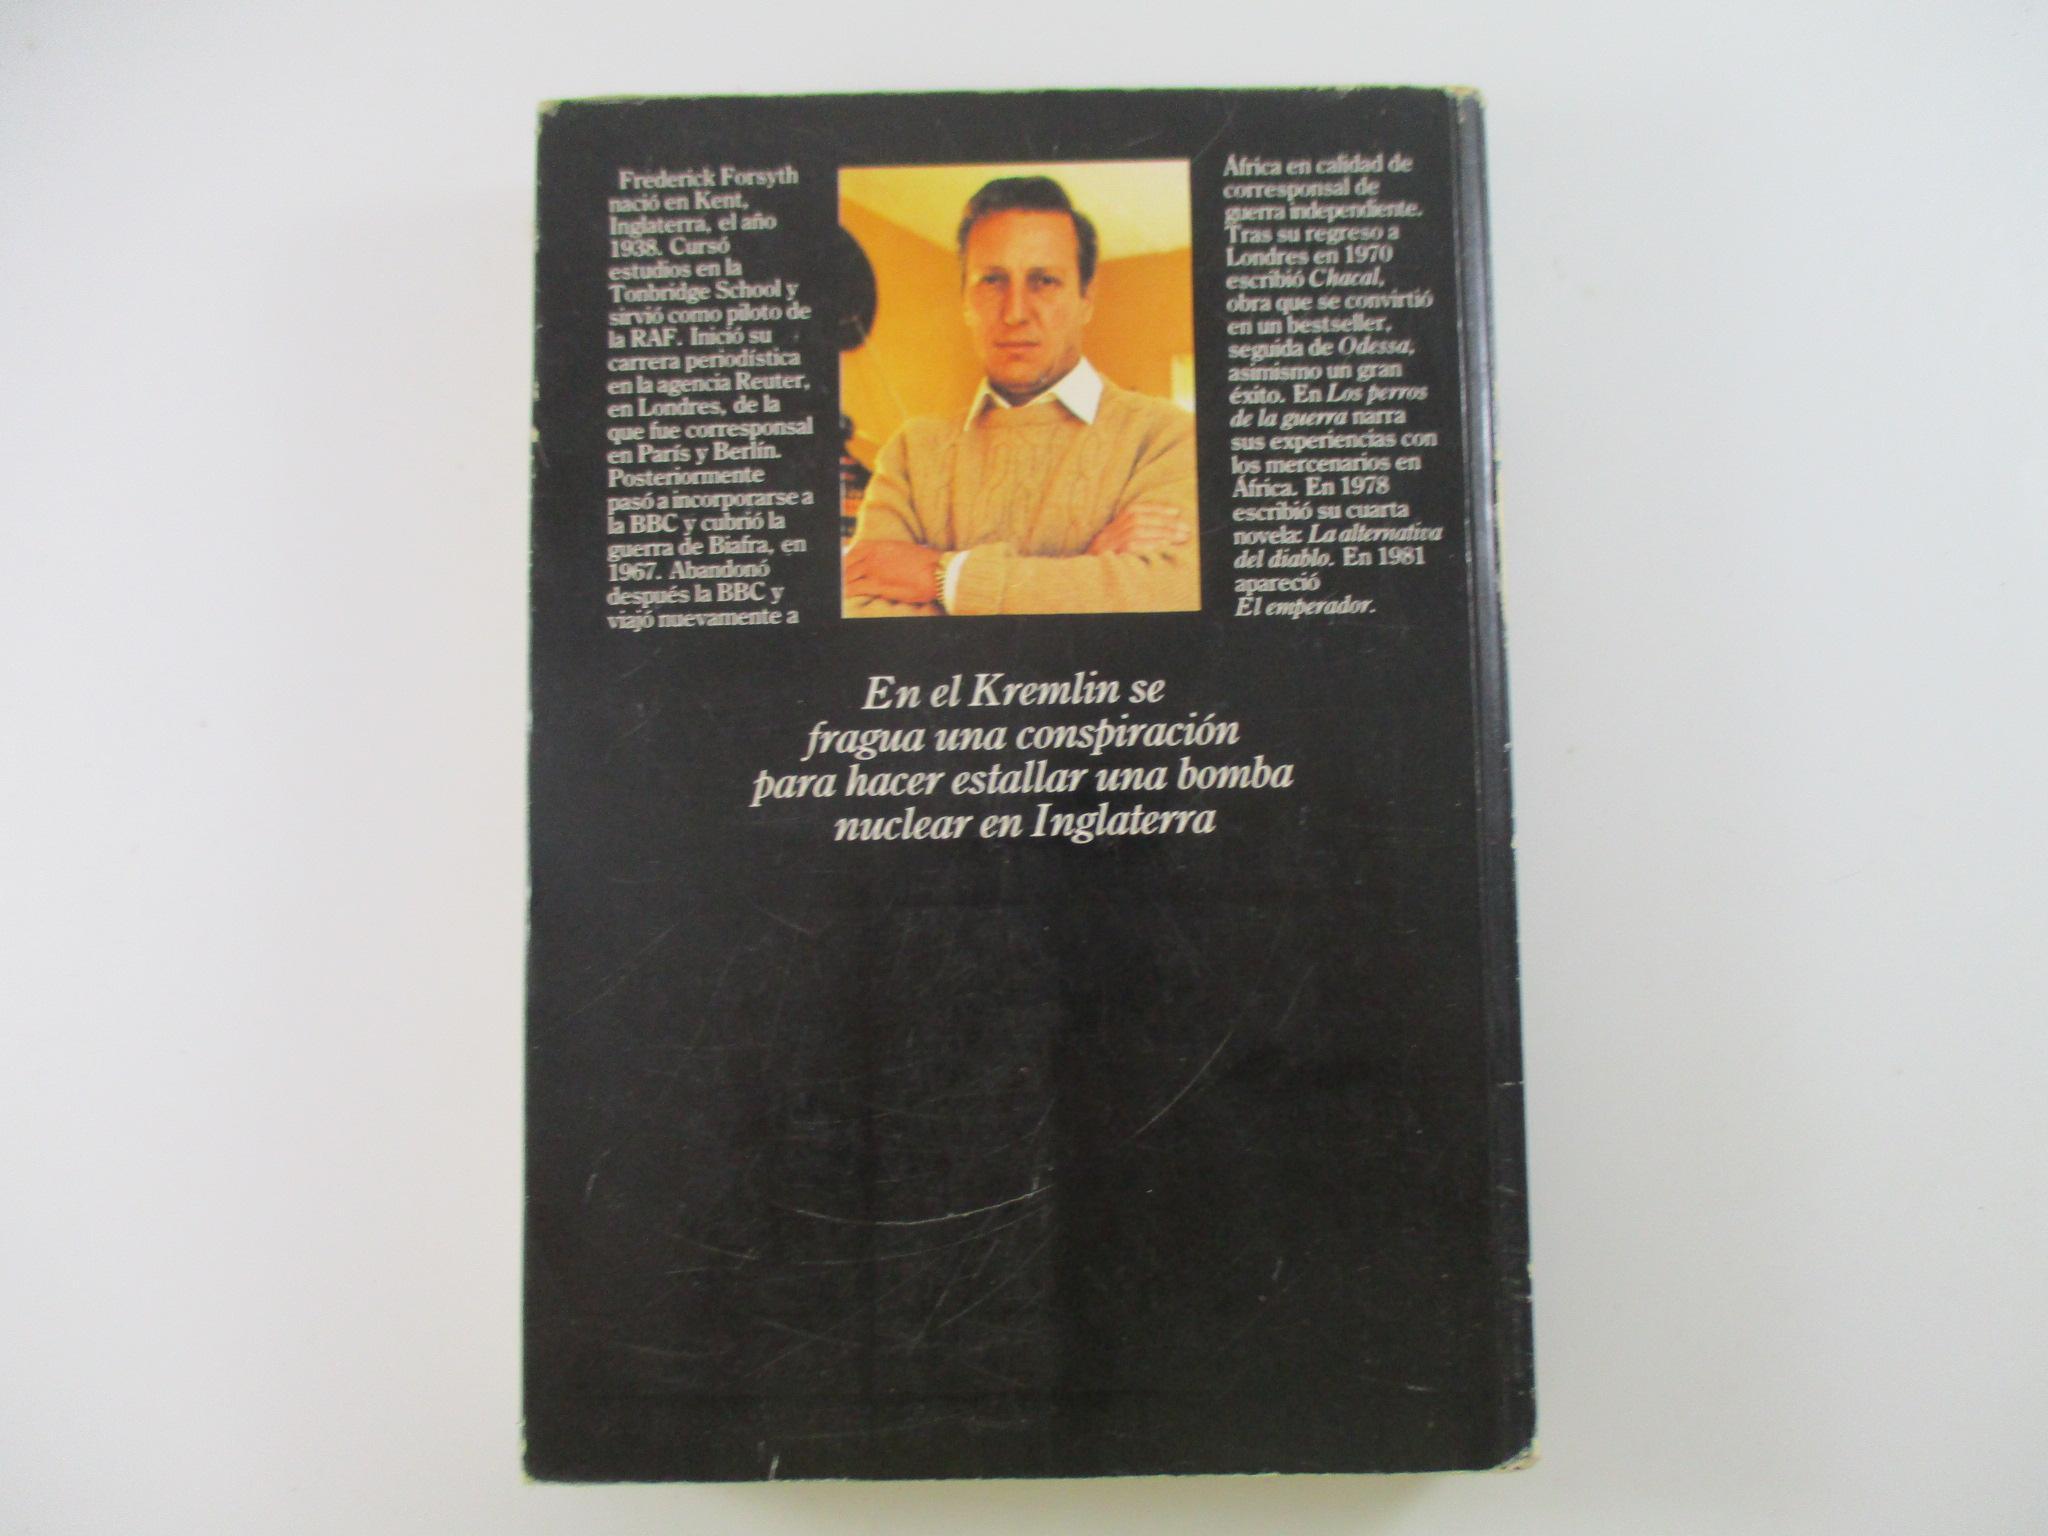 Frederick Forsyth
nació en Kent,
Inglaterra, el año
1938. Cursó
estudios en la
Tonbridge School y
sirvió como piloto de
la RAF. Inició su
carrera periodística
en la agencia Reuter,
en Londres, de la
que fue corresponsal
en París y Berlín.
Posteriormente
pasó a incorporarse a
la BBC y cubrió la
guerra de Biafra, en
1967. Abandonó
después la BBC y
viajó nuevamente a
África en calidad de
corresponsal de
guerra independiente.
Tras su regreso a
Londres en 1970
escribió Chacal,
obra que se convirtió
en un bestseller,
seguida de Odessa,
asimismo un gran
éxito. En Los perros
de la guerra narra
sus experiencias con
los mercenarios en
África. En 1978
escribió su cuarta
novela: La alternativa
del diablo. En 1981
apareció
El emperador.
En el Kremlin se
fragua una conspiración
para hacer estallar una bomba
nuclear en Inglaterra